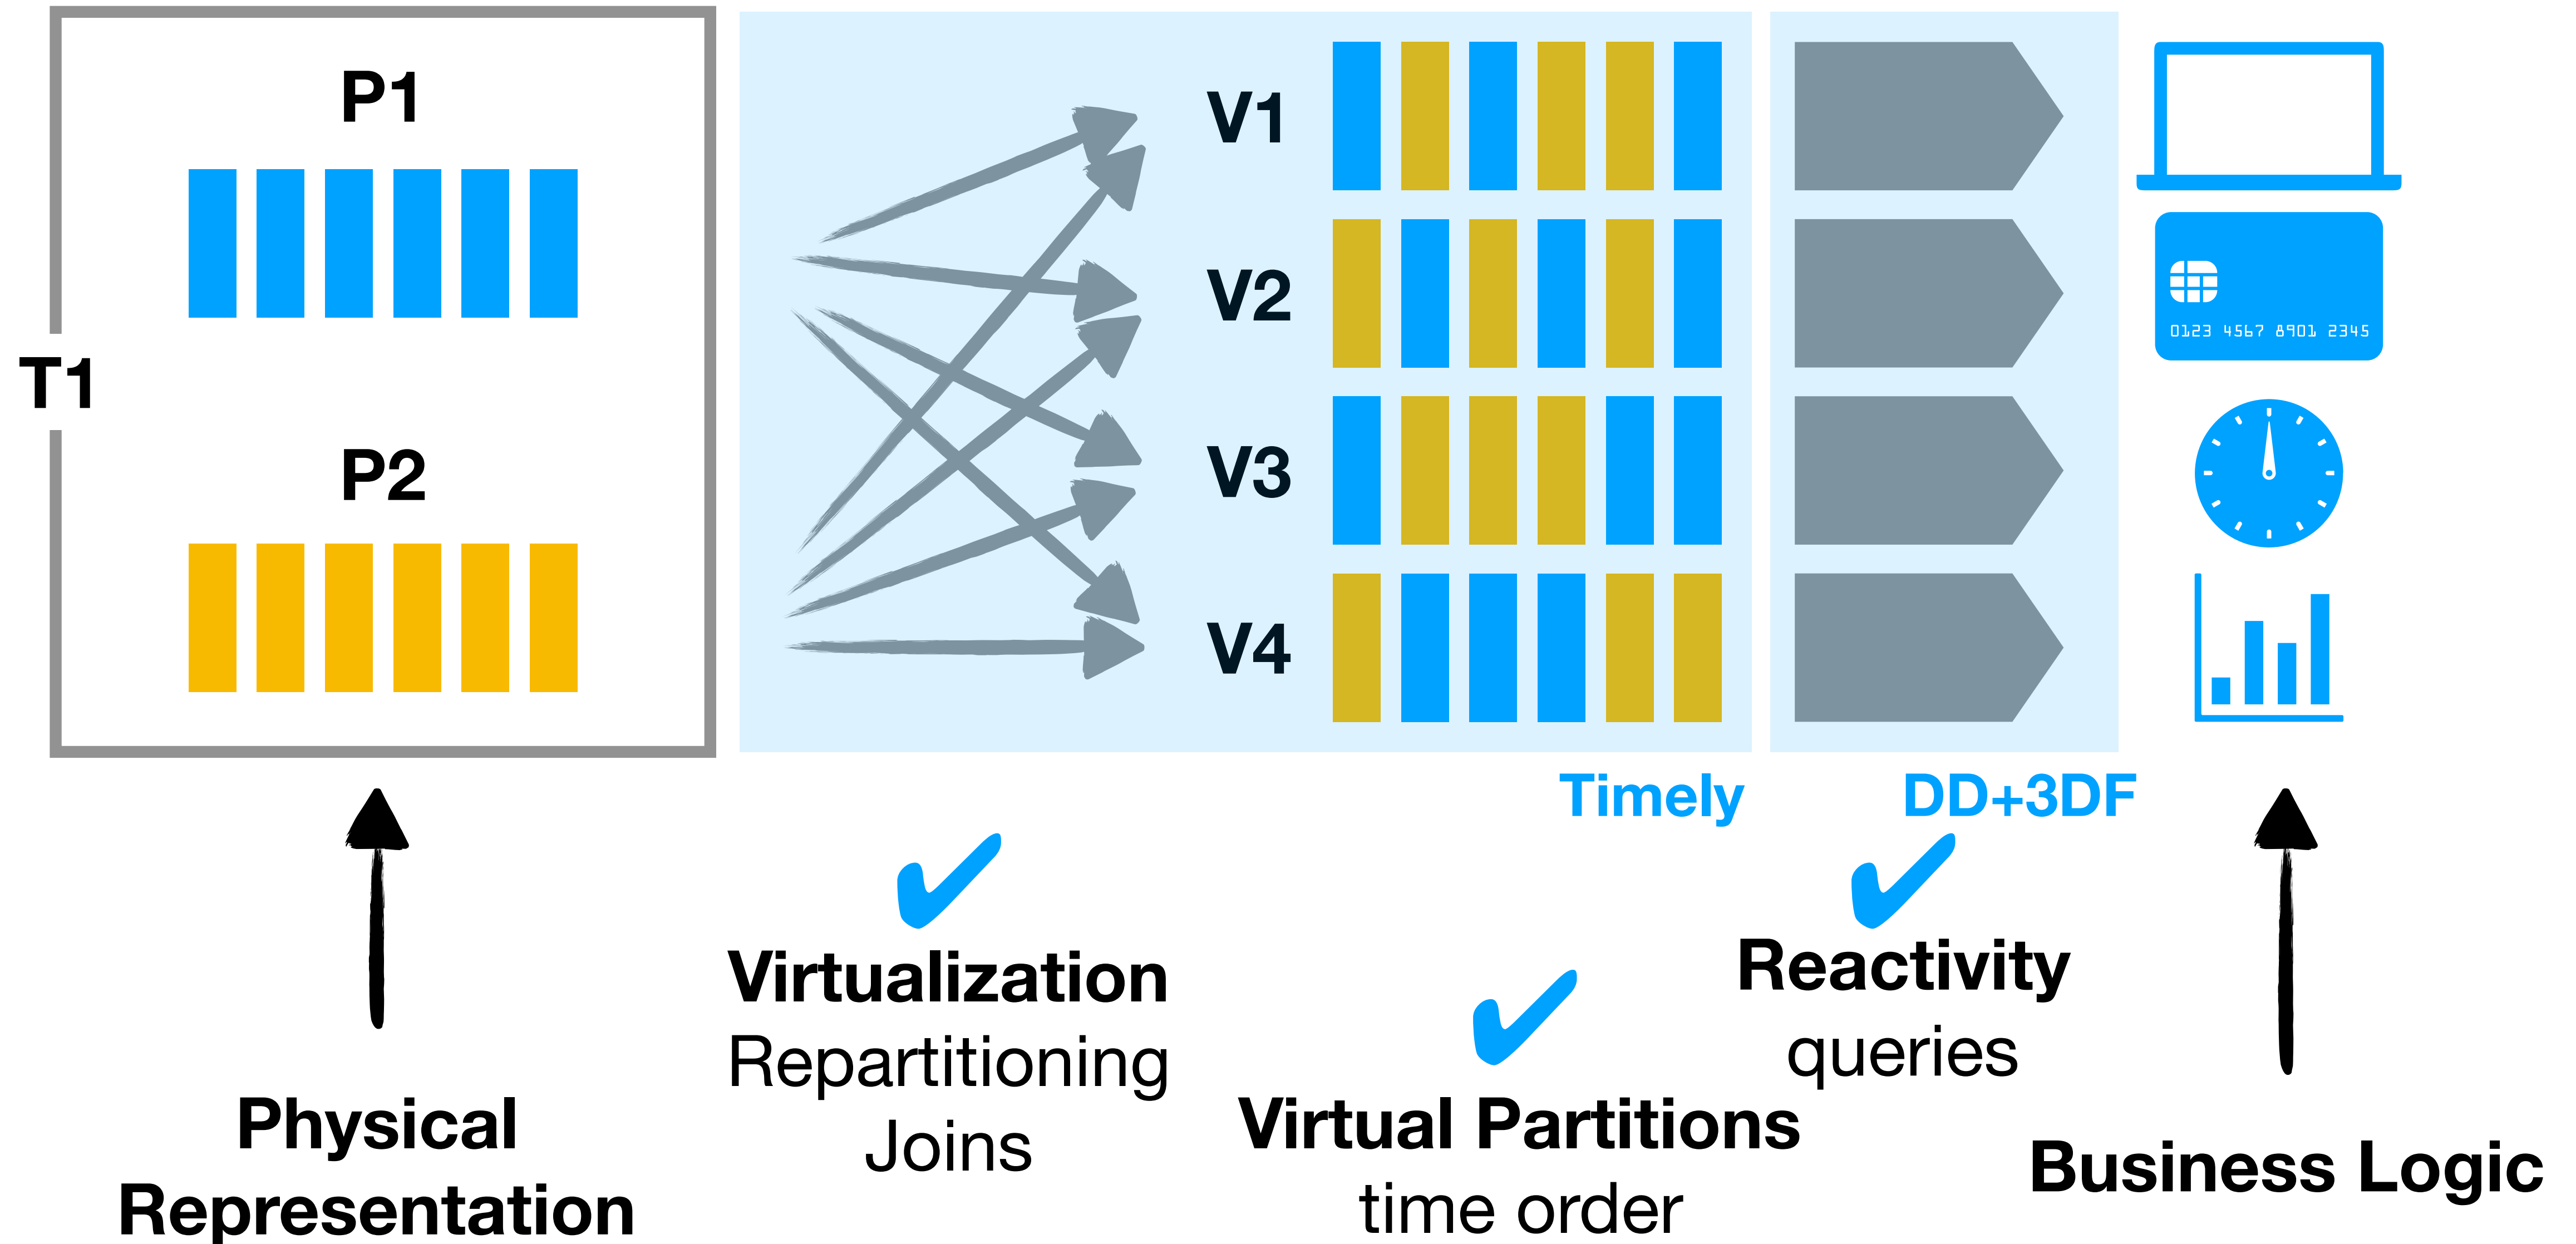 P1
T1
P2
V1
V2
V3
V4
0123 4567 8901 2345
Timely
DD+3DF
Physical
Representation
Virtualization
Repartitioning
Joins
Virtual Partitions
time order
Reactivity
queries
Business Logic